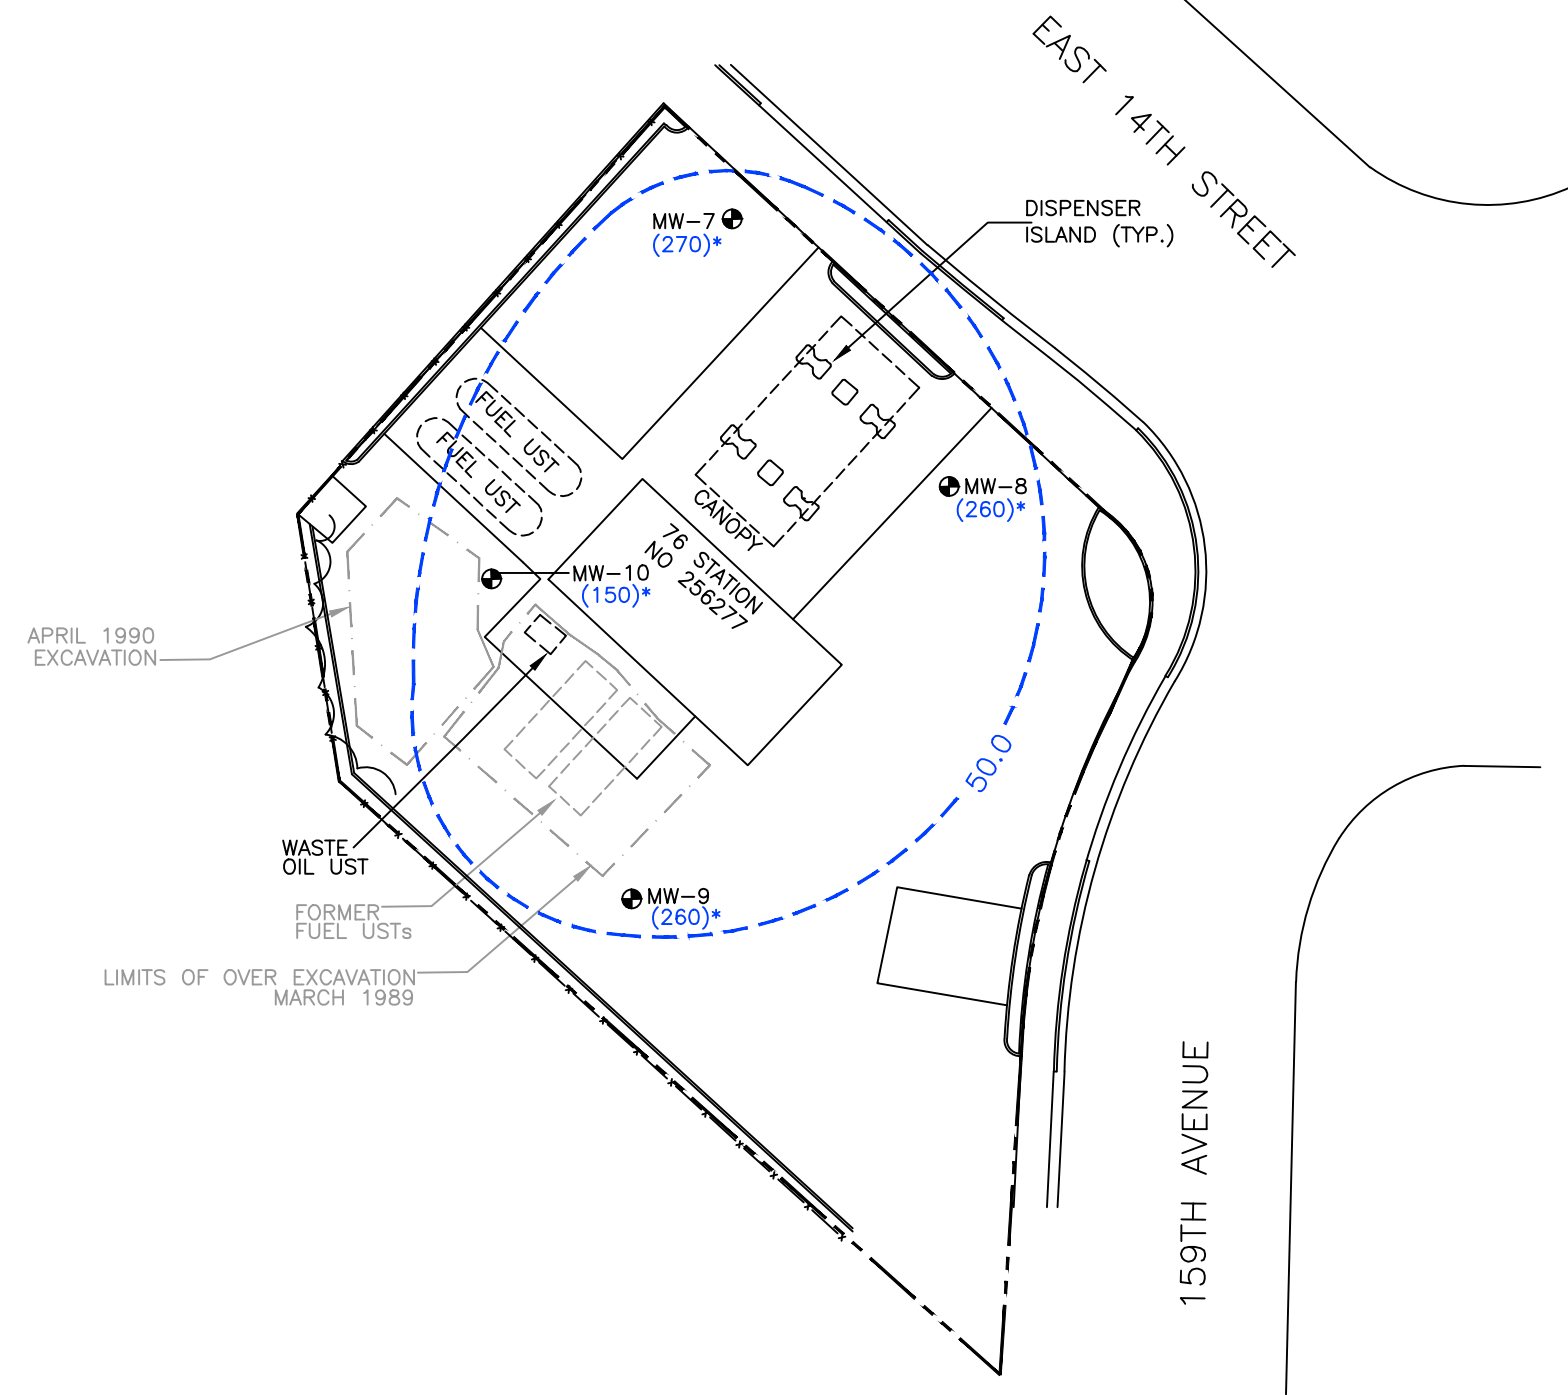 EAST 14TH STREET
DISPENSER
ISLAND (TYP.)
MW-7
(270)*
FUEL UST
FUEL UST
CANOPY
MW-8
(260)*
76 STATION
NO 256277
MW-10
(150)*
APRIL 1990
EXCAVATION
50.0
WASTE
OIL UST
MW-9
(260)*
FORMER
FUEL USTs
LIMITS OF OVER EXCAVATION
MARCH 1989
159TH AVENUE